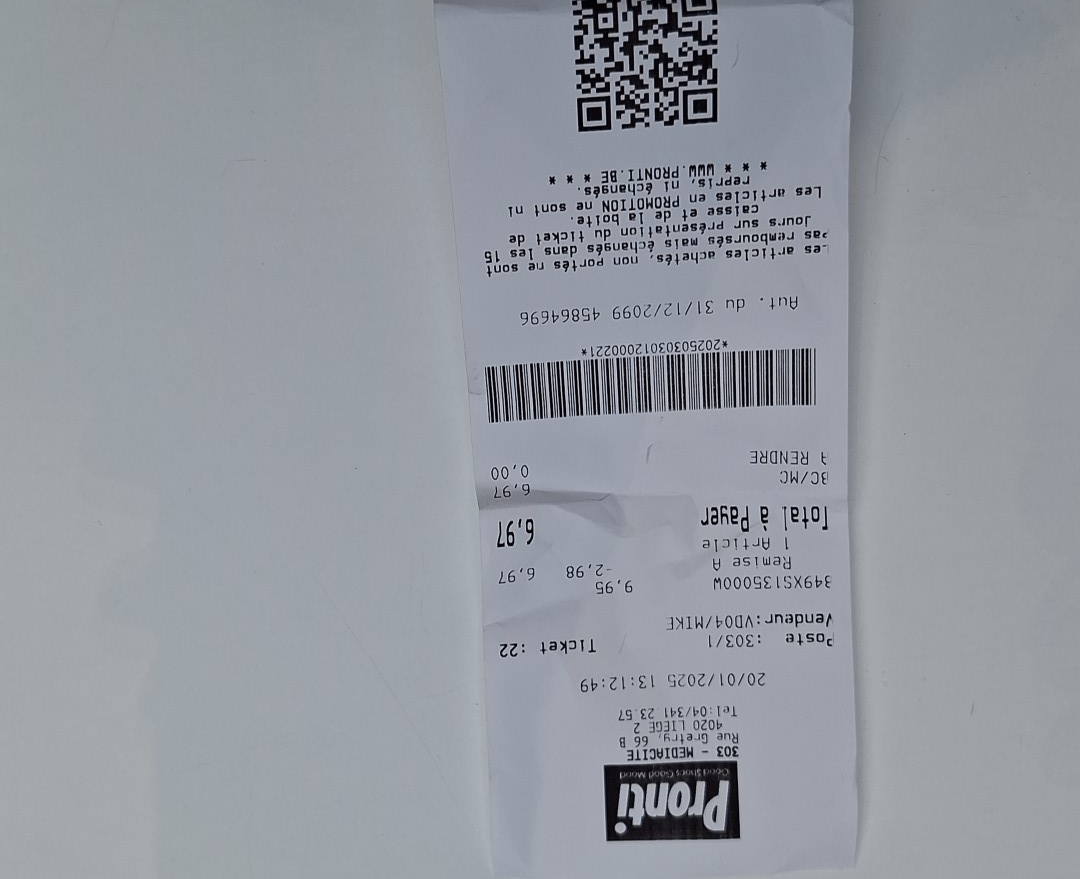 Pronti
Good Shoes Good Mood
303 - MEDIACITE
Rue Gretry, 66 B
4020 LIEGE 2
Tel:04/341 23 57
20/01/2025 13:12:49
Poste :303/1 Ticket :22
Vendeur:VD04/MIKE
349XS135000W 9,95
Remise A -2,98 6,97
1 Article
Total à Payer 6,97
BC/MC 6,97
A RENDRE 0,00
*20250303012000221*
Aut. du 31/12/2099 45864696
Les articles achetés, non portés ne sont
Pas remboursés mais échangés dans les 15
Jours sur présentation du ticket de
caisse et de la boite.
Les articles en PROMOTION ne sont ni
repris, ni échangés.
* * * WWW.PRONTI.BE * * *